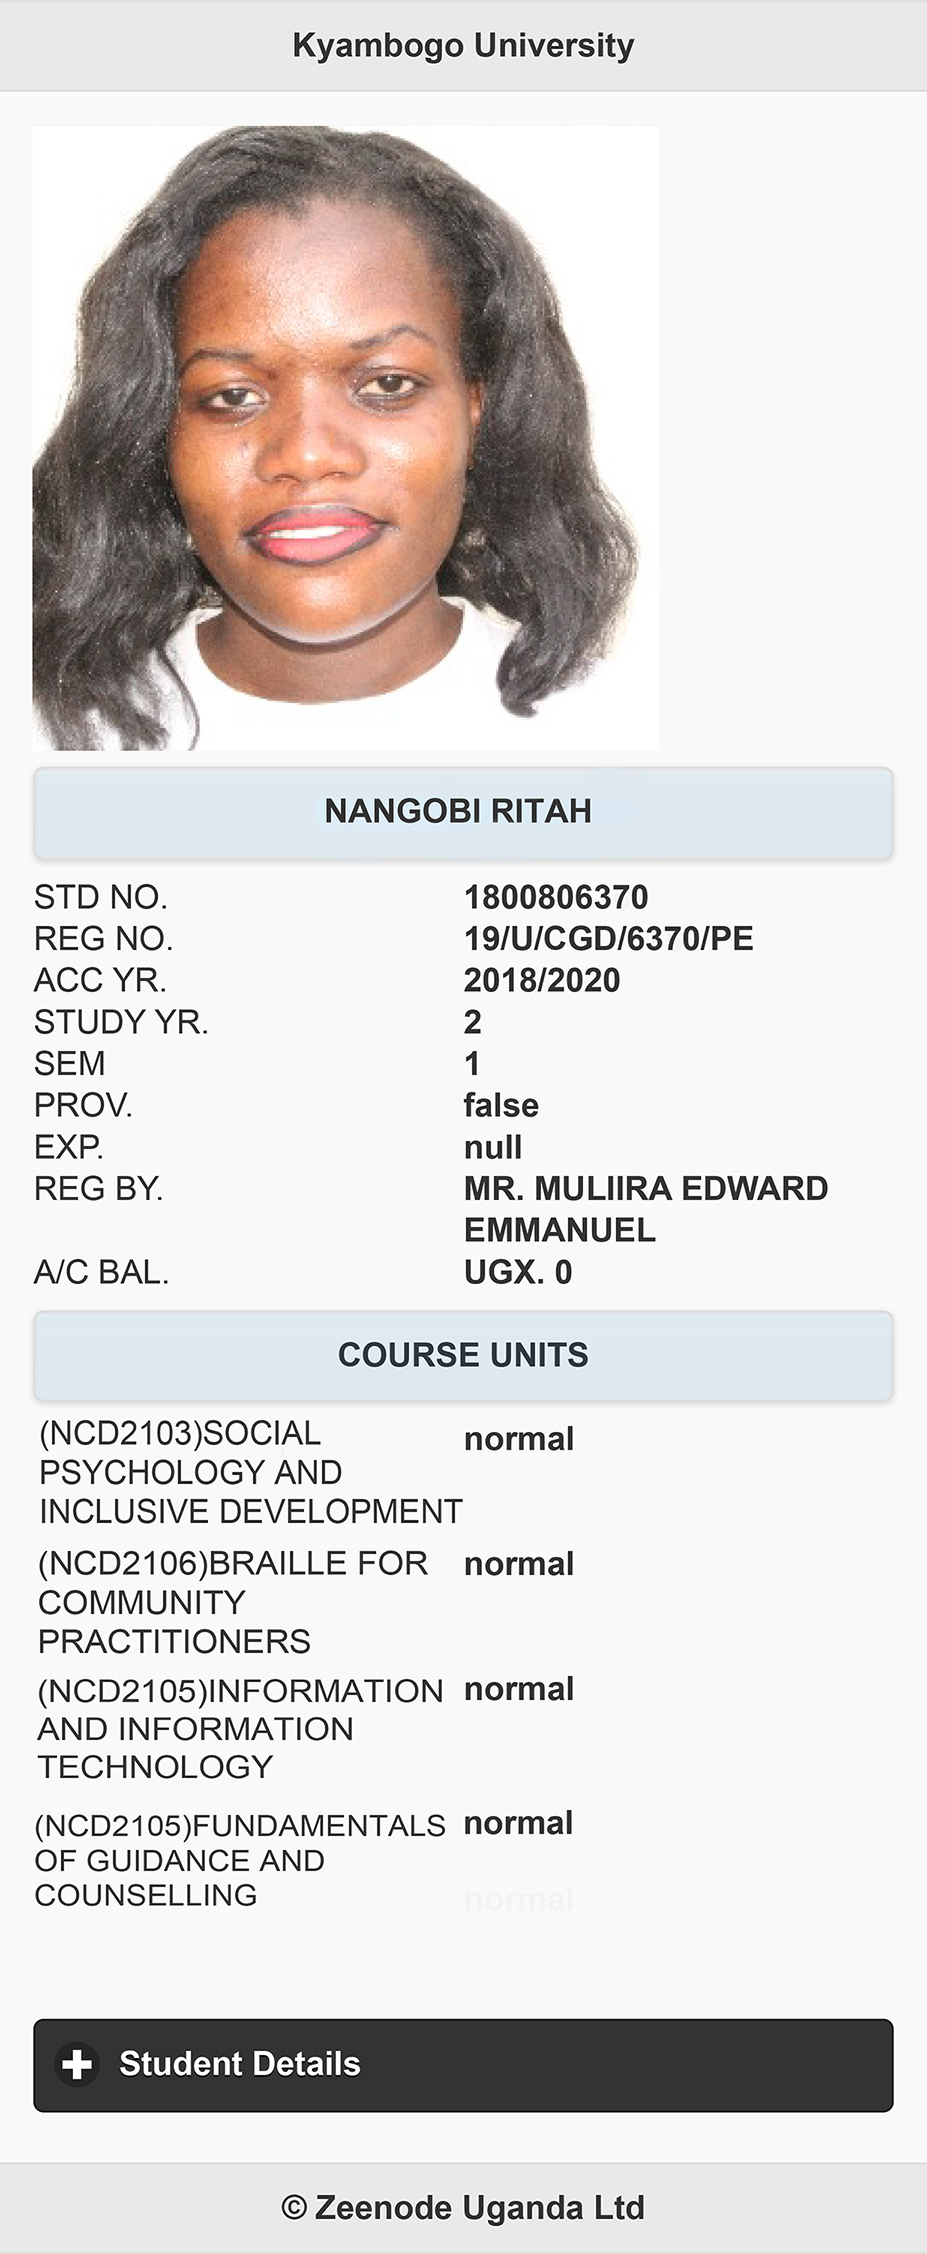 Kyambogo University
NANGOBI RITAH
STD NO. 1800806370
REG NO. 19/U/CGD/6370/PE
ACC YR. 2018/2020
STUDY YR. 2
SEM 1
PROV. false
EXP. null
REG BY. MR. MULIIRA EDWARD
EMMANUEL
A/C BAL. UGX. 0
COURSE UNITS
(NCD2103)SOCIAL normal
PSYCHOLOGY AND
INCLUSIVE DEVELOPMENT
(NCD2106)BRAILLE FOR normal
COMMUNITY
PRACTITIONERS
(NCD2105)INFORMATION normal
AND INFORMATION
TECHNOLOGY
(NCD2105)FUNDAMENTALS normal
OF GUIDANCE AND
COUNSELLING normal
Student Details
© Zeenode Uganda Ltd